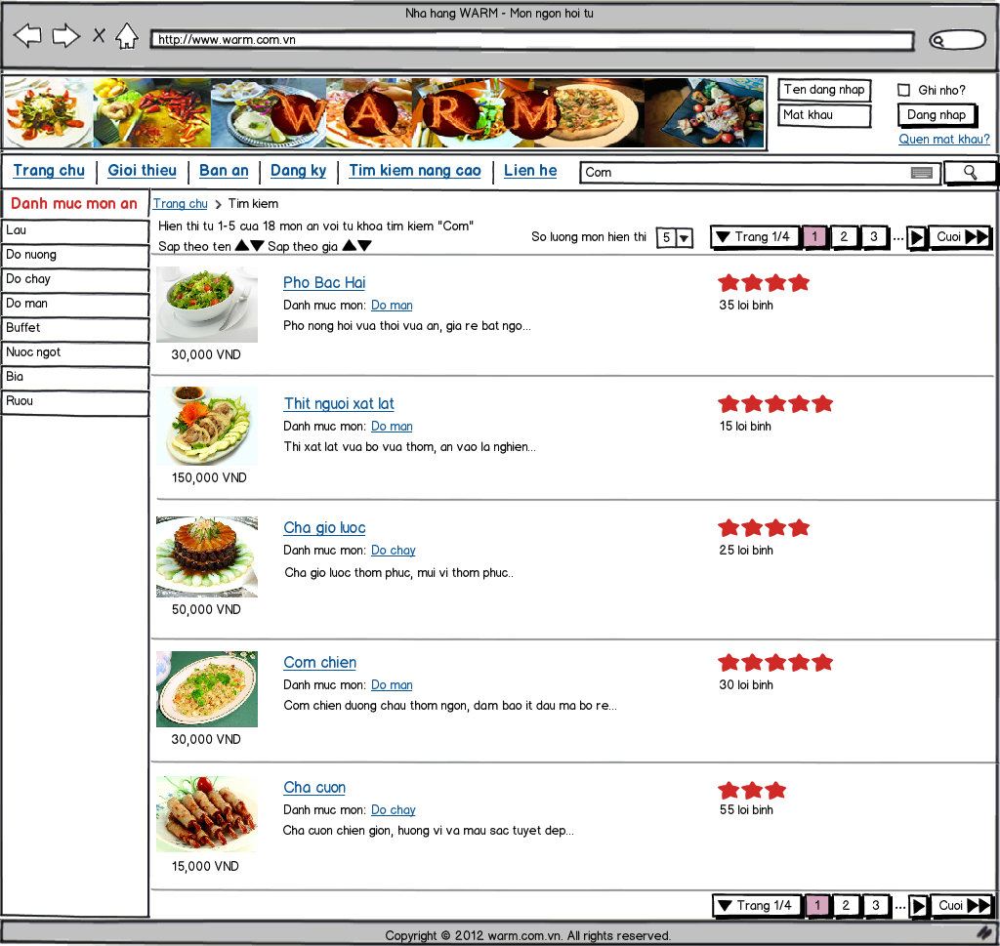 Nha hang WARM - Mon ngon hoi tu
http://www.warm.com.vn
WARM
Ten dang nhap
Ghi nho?
Mat khau
Dang nhap
Quen mat khau?
Trang chu
Gioi thieu
Ban an
Dang ky
Tim kiem nang cao
Lien he
Com
Danh muc mon an
Lau
Do nuong
Do chay
Do man
Buffet
Nuoc ngot
Bia
Ruou
Trang chu > Tim kiem
Hien thi tu 1-5 cua 18 mon an voi tu khoa tim kiem "Com"
Sap theo ten ▲▼ Sap theo gia ▲▼
So luong mon hien thi 5
Trang 1/4 1 2 3 ... Cuoi
Pho Bac Hai
Danh muc mon: Do man
Pho nong hoi vua thoi vua an, gia re bat ngo...
30,000 VND
35 loi binh
Thit nguoi xat lat
Danh muc mon: Do man
Thi xat lat vua bo vua thom, an vao la nghien...
150,000 VND
15 loi binh
Cha gio luoc
Danh muc mon: Do chay
Cha gio luoc thom phuc, mui vi thom phuc..
50,000 VND
25 loi binh
Com chien
Danh muc mon: Do man
Com chien duong chau thom ngon, dam bao it dau ma bo re...
30,000 VND
30 loi binh
Cha cuon
Danh muc mon: Do chay
Cha cuon chien gion, huong vi va mau sac tuyet dep...
15,000 VND
55 loi binh
Trang 1/4 1 2 3 ... Cuoi
Copyright © 2012 warm.com.vn. All rights reserved.